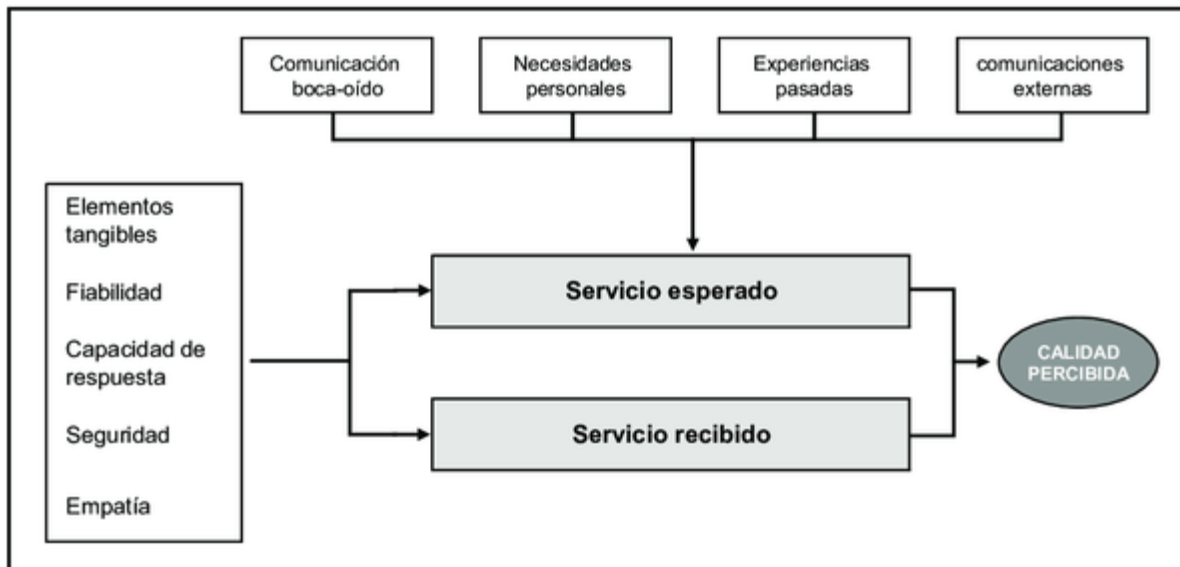 Comunicación
boca-oído
Necesidades
personales
Experiencias
pasadas
comunicaciones
externas
Elementos
tangibles
Fiabilidad
Capacidad de
respuesta
Seguridad
Empatía
Servicio esperado
Servicio recibido
CALIDAD
PERCIBIDA